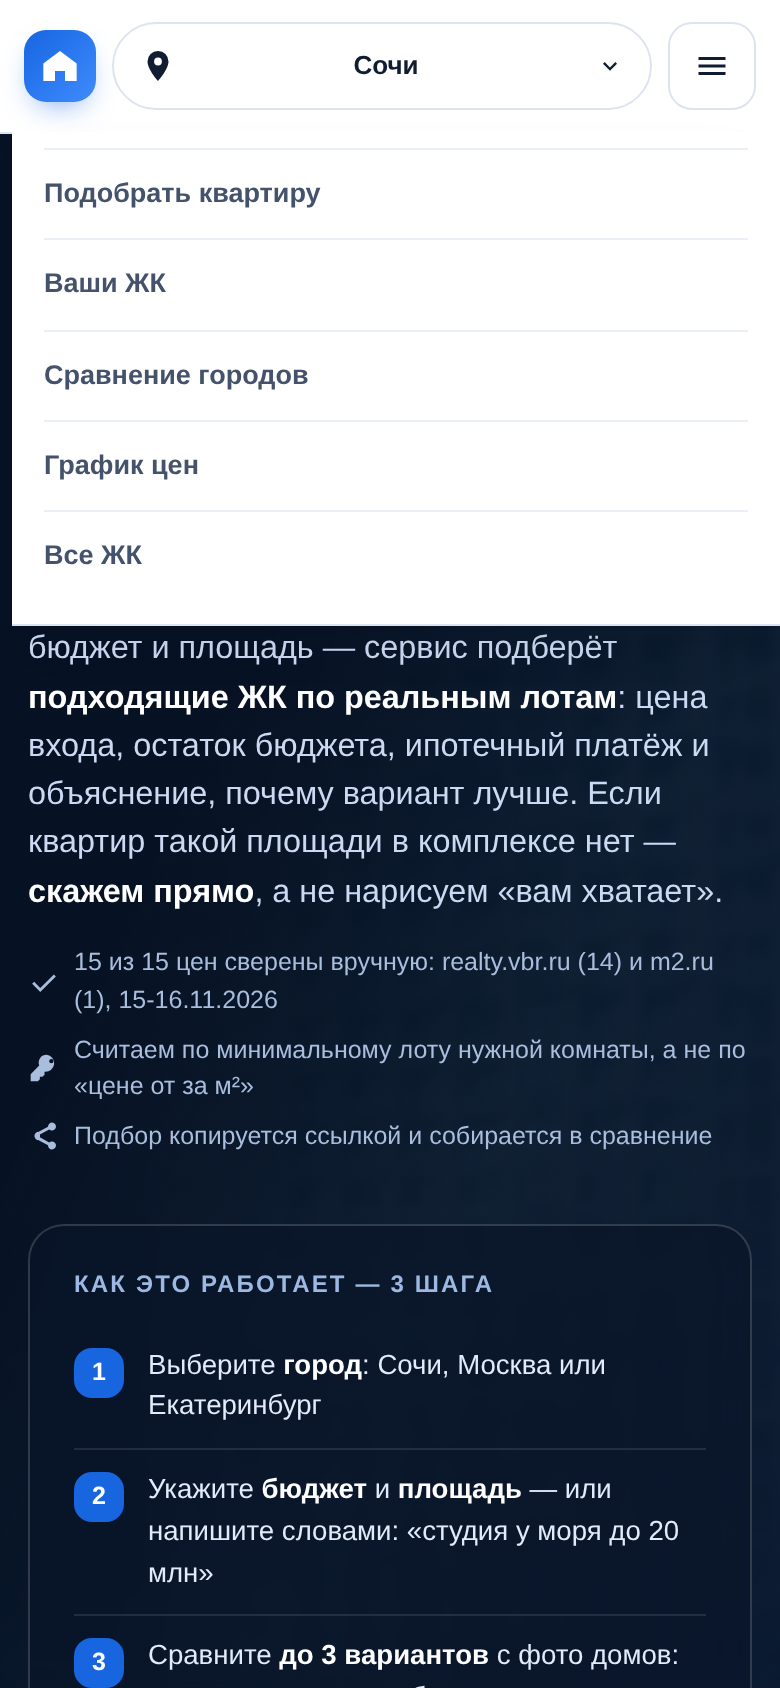 Сочи
Подобрать квартиру
Ваши ЖК
Сравнение городов
График цен
Все ЖК
бюджет и площадь — сервис подберёт
подходящие ЖК по реальным лотам: цена
входа, остаток бюджета, ипотечный платёж и
объяснение, почему вариант лучше. Если
квартир такой площади в комплексе нет —
скажем прямо, а не нарисуем «вам хватает».
15 из 15 цен сверены вручную: realty.vbr.ru (14) и m2.ru
(1), 15-16.11.2026
Считаем по минимальному лоту нужной комнаты, а не по
«цене от за м²»
Подбор копируется ссылкой и собирается в сравнение
КАК ЭТО РАБОТАЕТ — 3 ШАГА
1 Выберите город: Сочи, Москва или
Екатеринбург
2 Укажите бюджет и площадь — или
напишите словами: «студия у моря до 20
млн»
3 Сравните до 3 вариантов с фото домов: